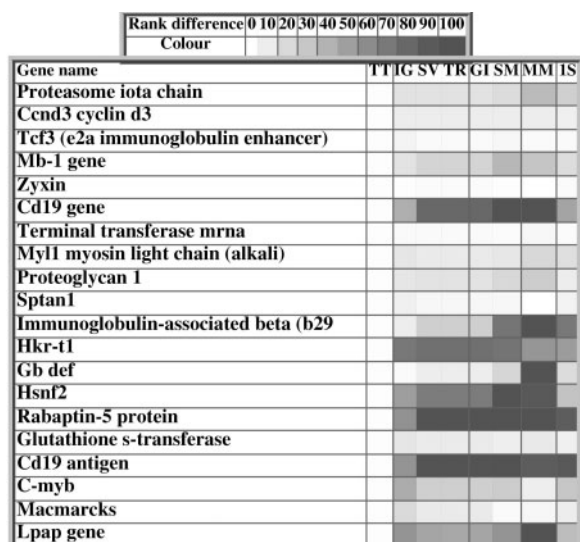 Rank difference 0 10 20 30 40 50 60 70 80 90 100
Colour
Gene name TT IG SV TR GI SM MM 1S
Proteasome iota chain
Ccnd3 cyclin d3
Tcf3 (e2a immunoglobulin enhancer)
Mb-1 gene
Zyxin
Cd19 gene
Terminal transferase mrna
Myl1 myosin light chain (alkali)
Proteoglycan 1
Sptan1
Immunoglobulin-associated beta (b29
Hkr-t1
Gb def
Hsnf2
Rabaptin-5 protein
Glutathione s-transferase
Cd19 antigen
C-myb
Macmarcks
Lpap gene